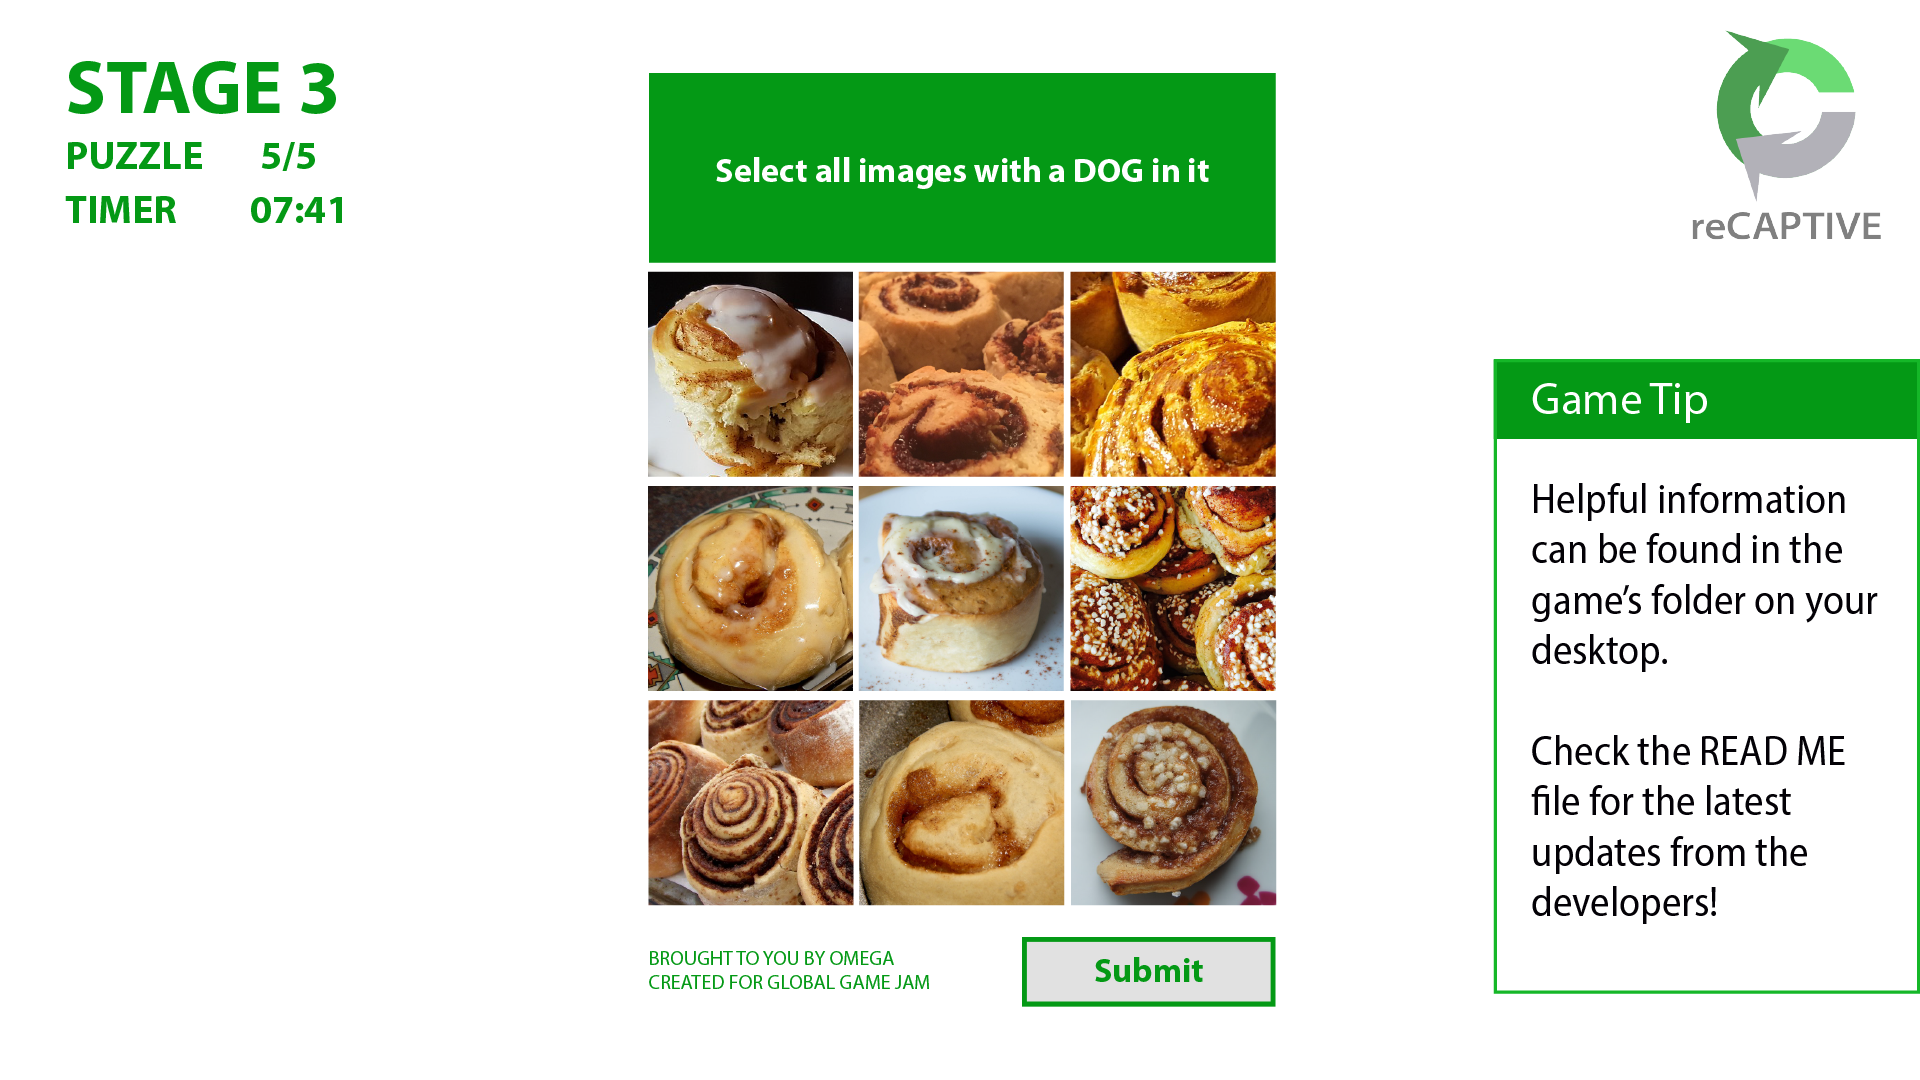 STAGE 3
PUZZLE 5/5
TIMER 07:41
Select all images with a DOG in it
reCAPTIVE
Game Tip
Helpful information
can be found in the
game’s folder on your
desktop.
Check the READ ME
file for the latest
updates from the
developers!
BROUGHT TO YOU BY OMEGA
CREATED FOR GLOBAL GAME JAM
Submit